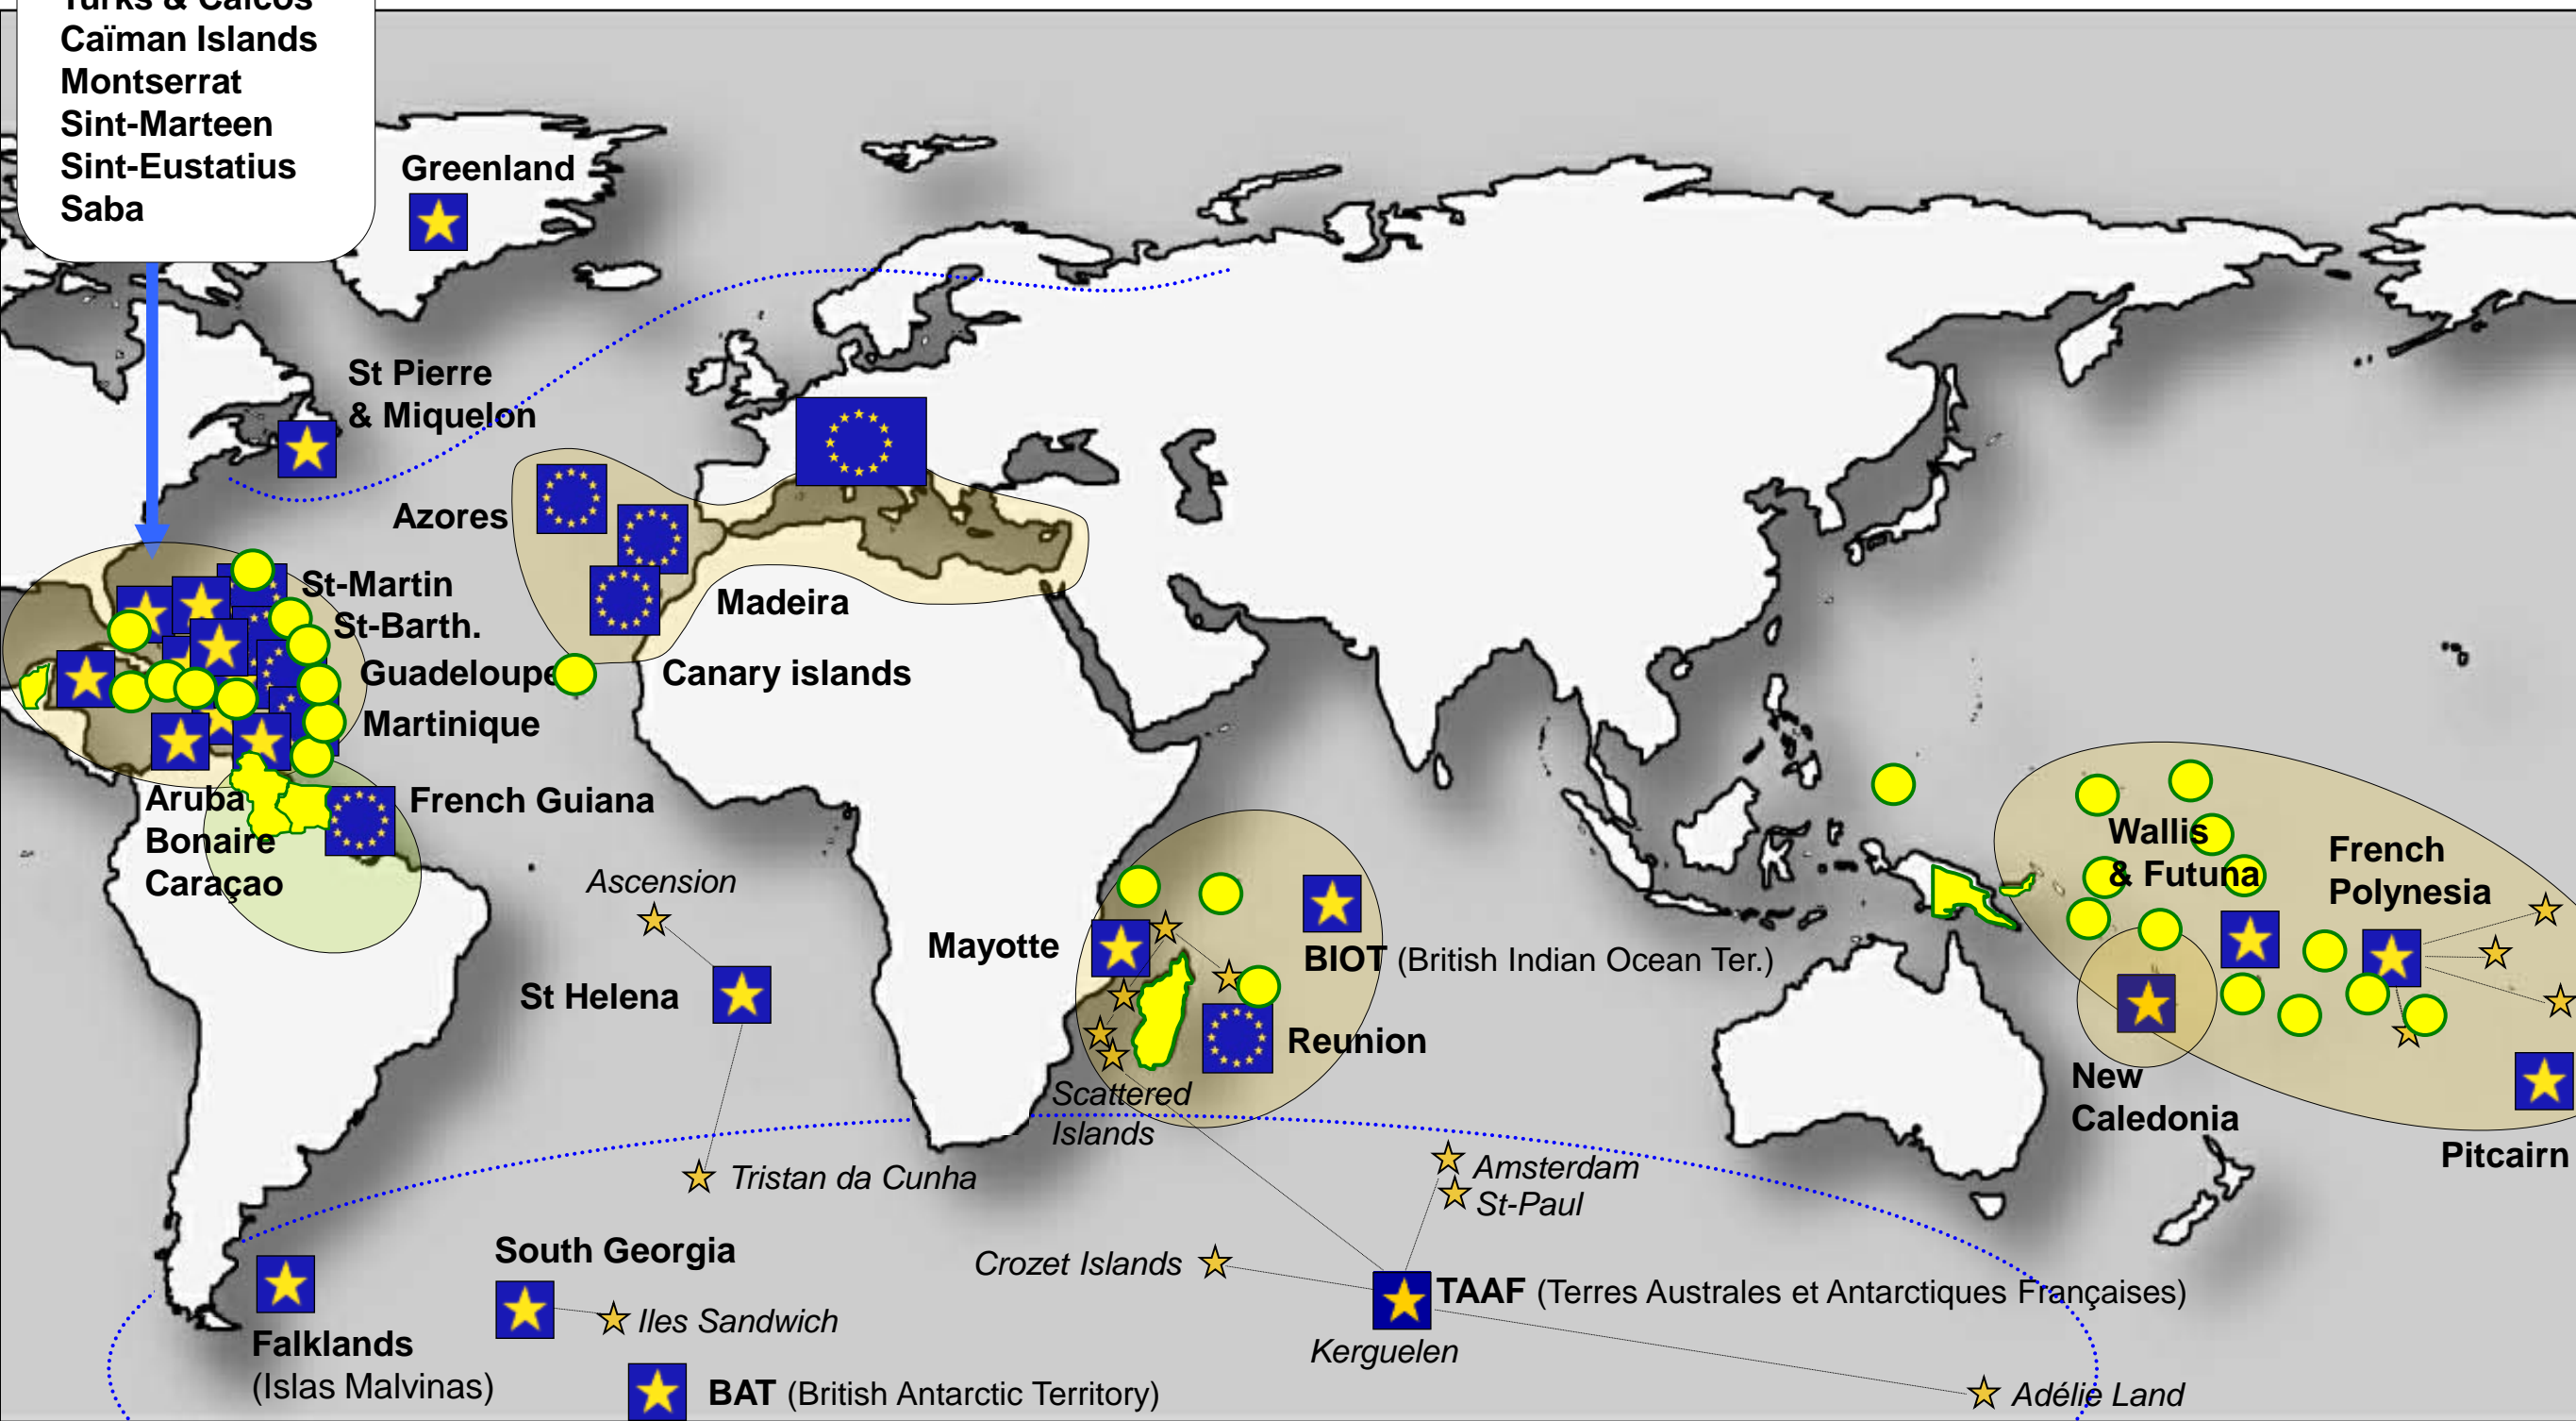 Turks & Caïcos
Caïman Islands
Montserrat
Sint-Marteen
Sint-Eustatius
Saba
Greenland
St Pierre
& Miquelon
Azores
St-Martin
St-Barth.
Madeira
Guadeloupe
Canary islands
Martinique
Aruba
Bonaire
Caraçao
French Guiana
Wallis
& Futuna
French
Polynesia
Ascension
Mayotte
BIOT (British Indian Ocean Ter.)
St Helena
Reunion
Scattered
Islands
New
Caledonia
Pitcairn
Tristan da Cunha
Amsterdam
St-Paul
South Georgia
Crozet Islands
TAAF (Terres Australes et Antarctiques Françaises)
Iles Sandwich
Kerguelen
Falklands
(Islas Malvinas)
BAT (British Antarctic Territory)
Adélie Land